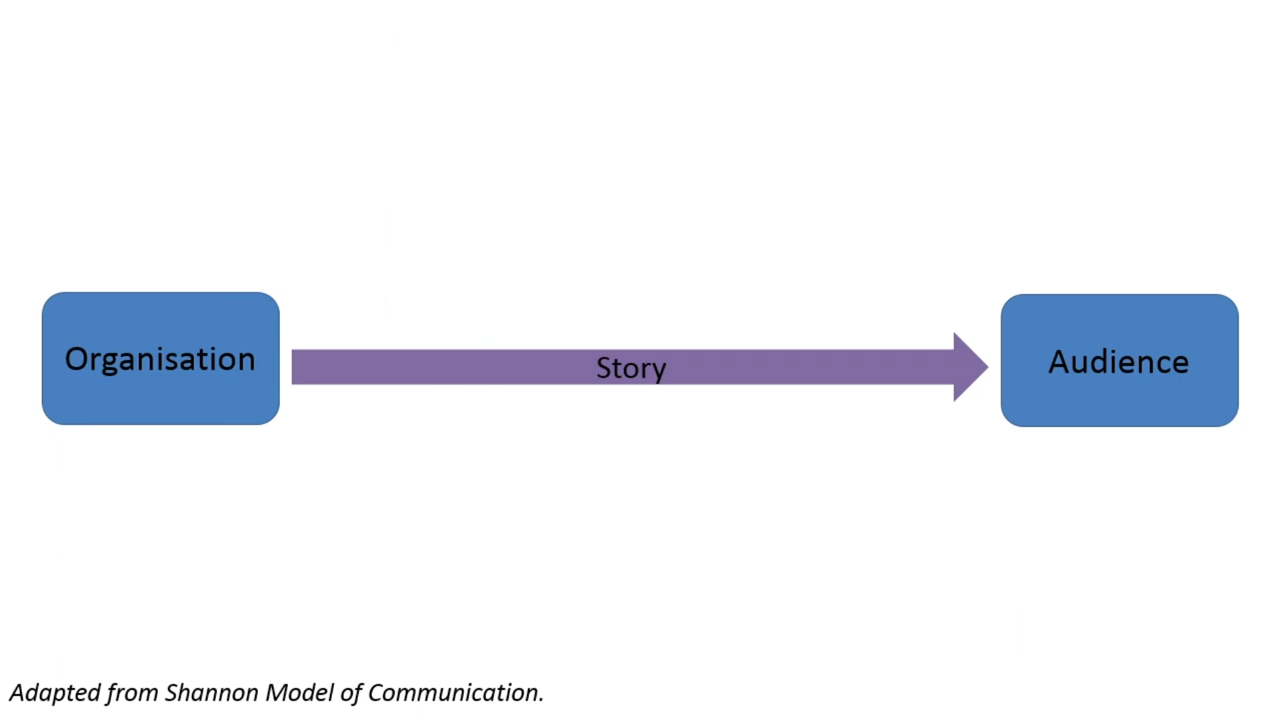 Organisation
Story
Audience
Adapted from Shannon Model of Communication.